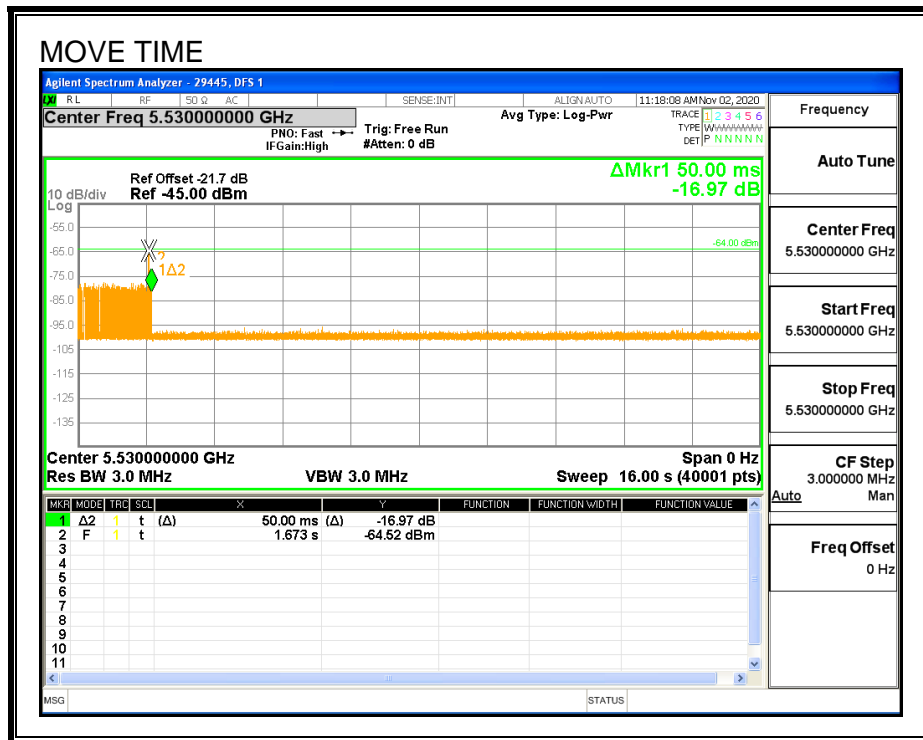 MOVE TIME
Agilent Spectrum Analyzer - 29445, DFS 1
LXI RL RF 50 Ω AC SENSE:INT ALIGN AUTO 11:18:08 AM Nov 02, 2020
Center Freq 5.530000000 GHz
PNO: Fast
IFGain:High
Trig: Free Run
#Atten: 0 dB
Avg Type: Log-Pwr
TRACE 1 2 3 4 5 6
TYPE WWWWWW
DET P N N N N N
ΔMkr1 50.00 ms
-16.97 dB
Ref Offset -21.7 dB
10 dB/div Ref -45.00 dBm
Log
-55.0
-64.00 dBm
-65.0
2
1Δ2
-75.0
-85.0
-95.0
-105
-115
-125
-135
Center 5.530000000 GHz Span 0 Hz
Res BW 3.0 MHz VBW 3.0 MHz Sweep 16.00 s (40001 pts)
MKR MODE TRC SCL X Y FUNCTION FUNCTION WIDTH FUNCTION VALUE
1 Δ2 1 t (Δ) 50.00 ms (Δ) -16.97 dB
2 F 1 t 1.673 s -64.52 dBm
3
4
5
6
7
8
9
10
11
MSG STATUS
Frequency
Auto Tune
Center Freq
5.530000000 GHz
Start Freq
5.530000000 GHz
Stop Freq
5.530000000 GHz
CF Step
3.000000 MHz
Auto Man
Freq Offset
0 Hz